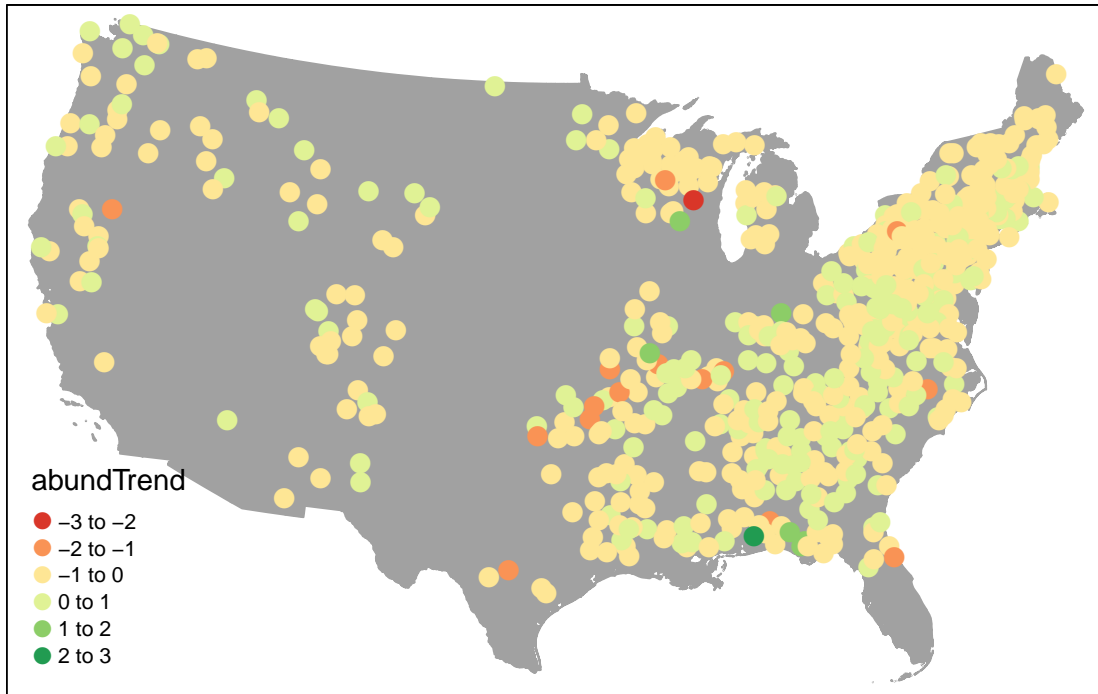 abundTrend
−3 to −2
−2 to −1
−1 to 0
0 to 1
1 to 2
2 to 3